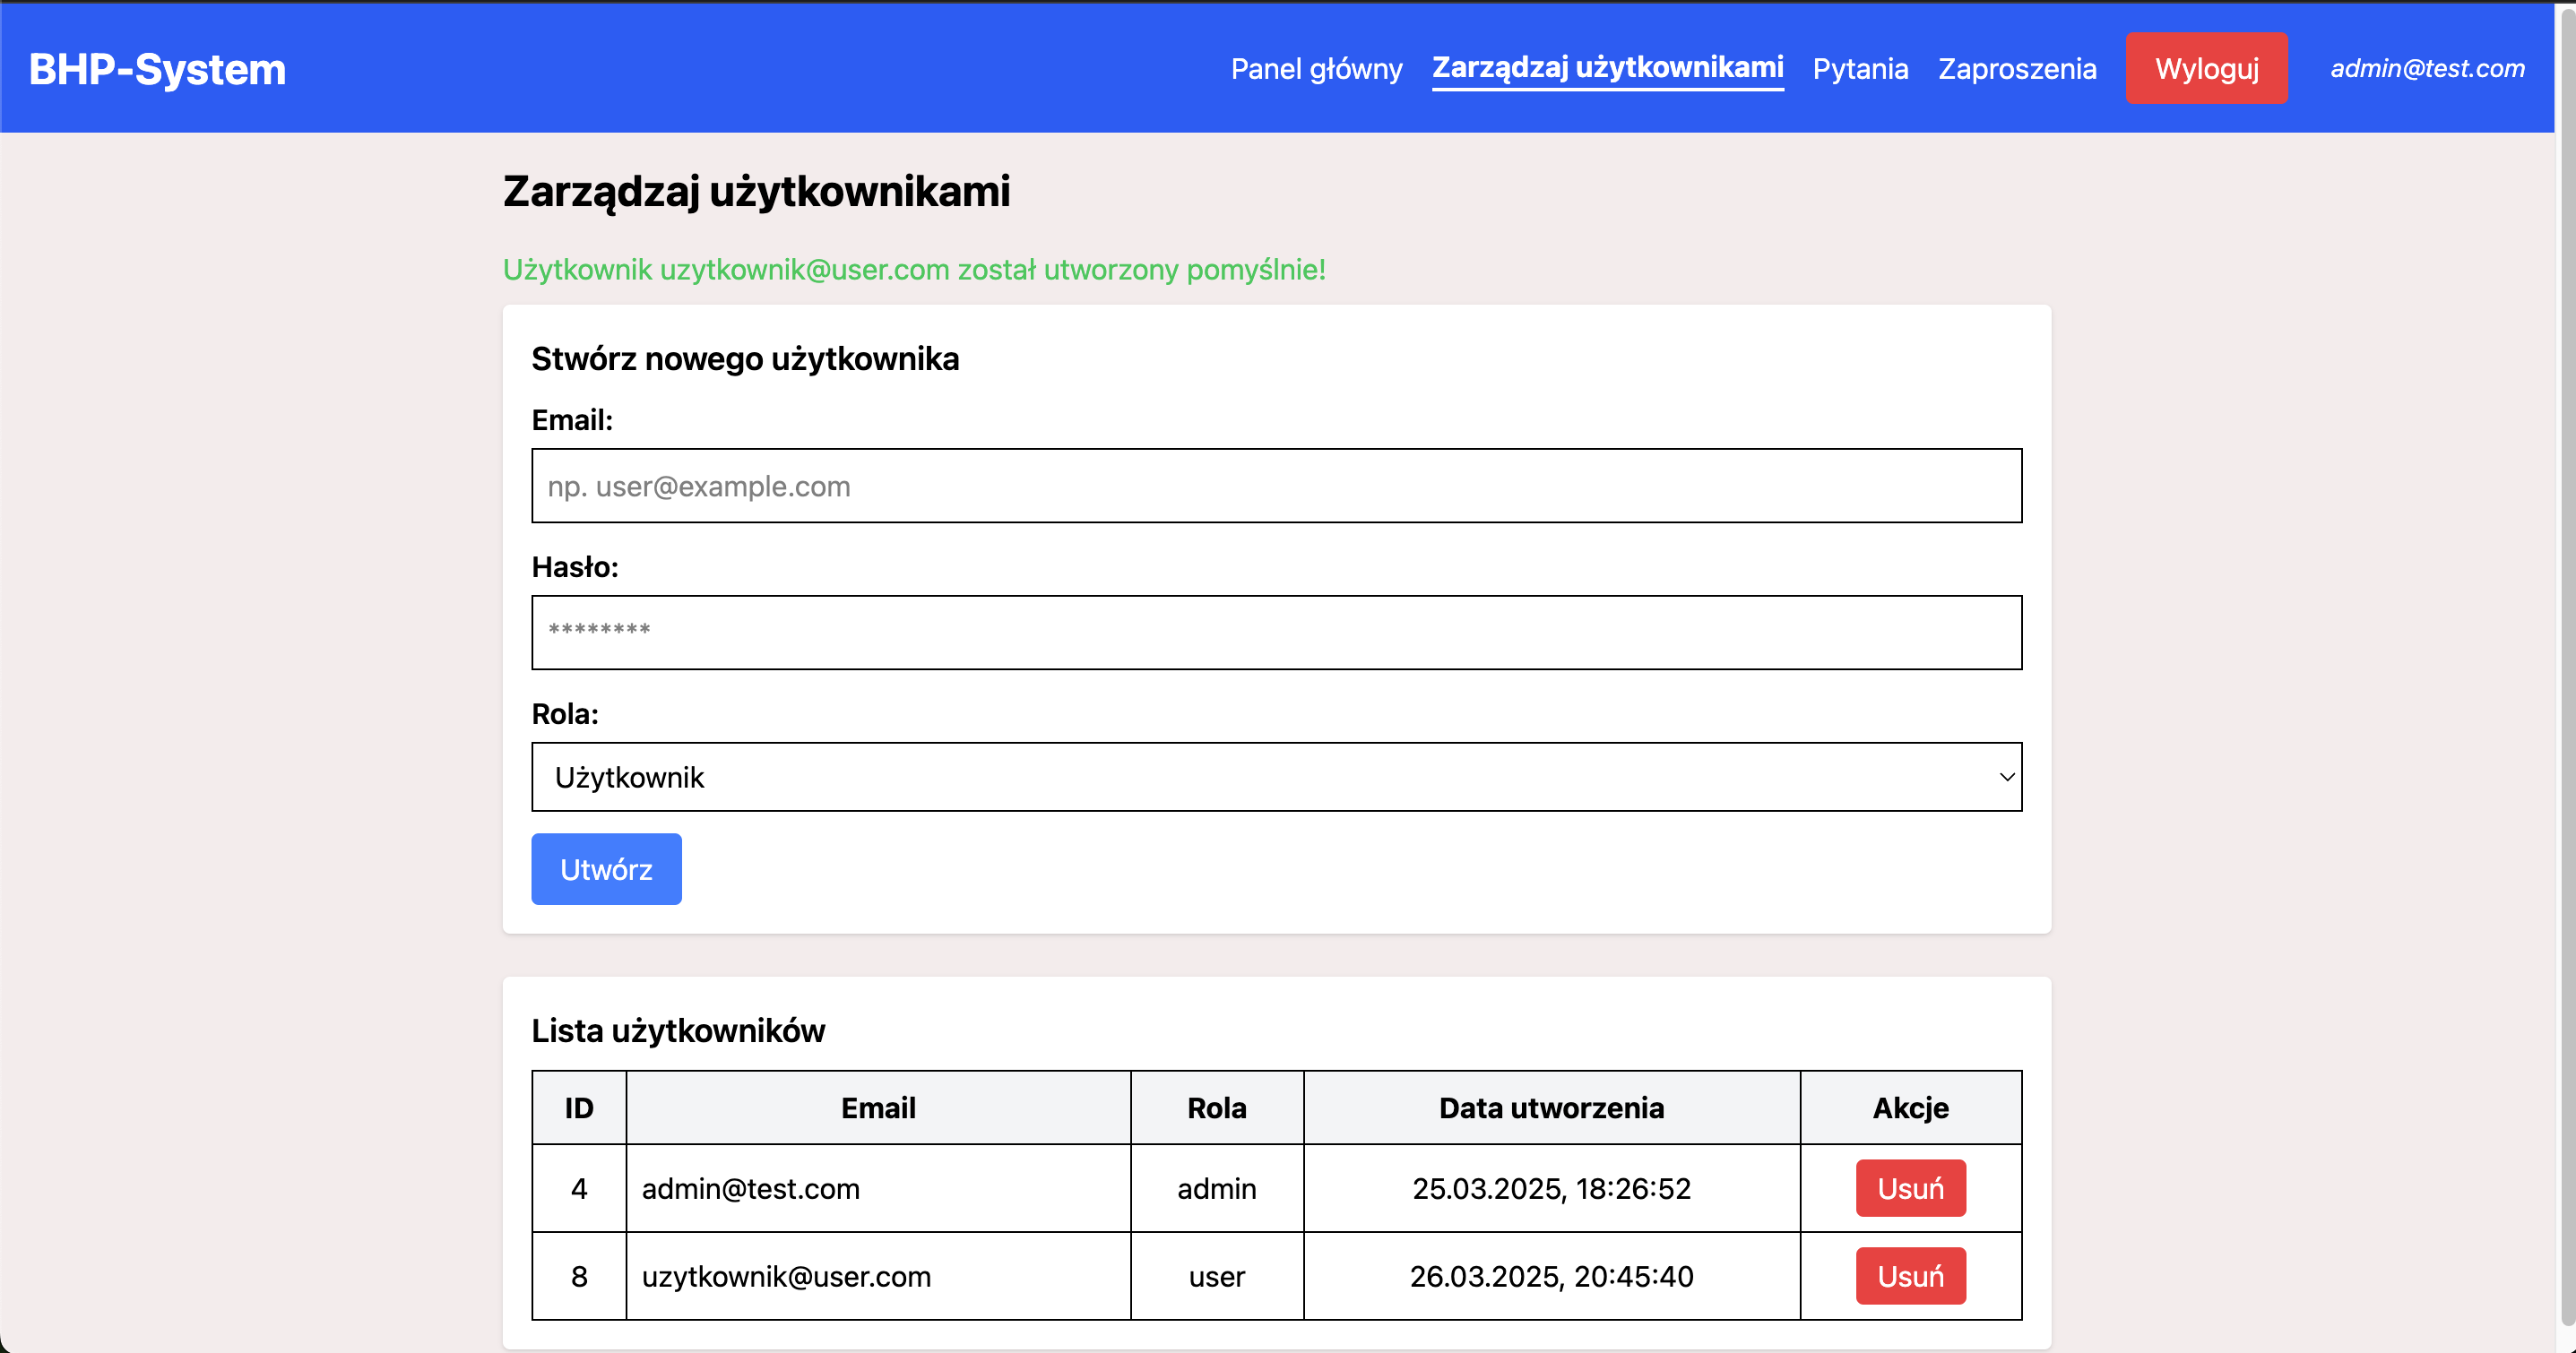 BHP-System
Panel główny Zarządzaj użytkownikami Pytania Zaproszenia Wyloguj admin@test.com
Zarządzaj użytkownikami
Użytkownik uzytkownik@user.com został utworzony pomyślnie!
Stwórz nowego użytkownika
Email:
np. user@example.com
Hasło:
********
Rola:
Użytkownik
Utwórz
Lista użytkowników
ID Email Rola Data utworzenia Akcje
4 admin@test.com admin 25.03.2025, 18:26:52 Usuń
8 uzytkownik@user.com user 26.03.2025, 20:45:40 Usuń